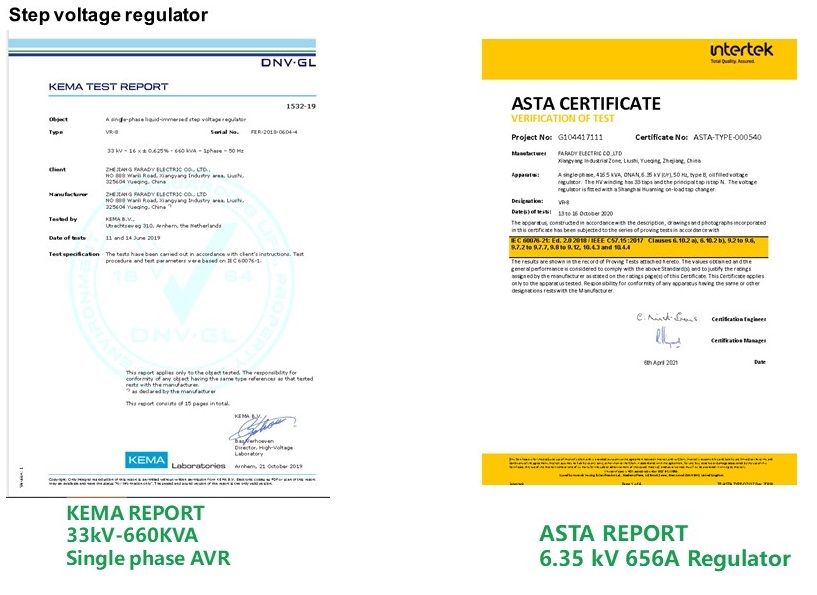 Step voltage regulator
DNV·GL
KEMA TEST REPORT
1532-19
Object A single-phase liquid-immersed step voltage regulator
Type VR-8 Serial No. FER-2018-0604-4
33 kV - 16 x ± 0,625% - 660 kVA - 1phase - 50 Hz
Client ZHEJIANG FARADY ELECTRIC CO., LTD.,
NO 888 Wanli Road, Xiangyang Industry area, Liushi,
325604 Yueqing, China
Manufacturer ZHEJIANG FARADY ELECTRIC CO., LTD
NO 888 Wanli Road, Xiangyang Industry area, Liushi,
325604 Yueqing, China *)
Tested by KEMA B.V.,
Utrechtseweg 310, Arnhem, the Netherlands
Date of tests 11 and 14 June 2019
Test specification The tests have been carried out in accordance with client's instructions. Test
procedure and test parameters were based on IEC 60076-1.
18 64
DNV·GL
This report applies only to the object tested. The responsibility for
conformity of any object having the same type references as that tested
rests with the manufacturer.
*) as declared by the manufacturer
This report consists of 15 pages in total.
KEMA B.V.
Bas Verhoeven
Director, High-Voltage
Laboratory
KEMA Laboratories Arnhem, 21 October 2019
Version: 1
KEMA REPORT
33kV-660KVA
Single phase AVR
intertek
Total Quality. Assured.
ASTA CERTIFICATE
VERIFICATION OF TEST
Project No: G104417111 Certificate No: ASTA-TYPE-000540
Manufacturer FARADY ELECTRIC CO.,LTD
Xiangyang Industrial Zone, Liushi, Yueqing, Zhejiang, China
Apparatus: A single-phase, 416.5 kVA, ONAN, 6.35 kV (Ur), 50 Hz, type B, oil filled voltage
regulator. The HV winding has 33 taps and the principal tap is tap N. The voltage
regulator is fitted with a Shanghai Huaming on-load tap changer.
Designation: VR-8
Date(s) of tests: 13 to 16 October 2020
The apparatus, constructed in accordance with the description, drawings and photographs incorporated
in this certificate has been subjected to the series of proving tests in accordance with
IEC 60076-21: Ed. 2.0 2018 / IEEE C57.15:2017 Clauses 6.10.2 a), 6.10.2 b), 9.2 to 9.6,
9.7.2 to 9.7.7, 9.8 to 9.12, 10.4.3 and 10.4.4
The results are shown in the record of Proving Tests attached hereto. The values obtained and the
general performance is considered to comply with the above Standard(s) and to justify the ratings
assigned by the manufacturer as stated on the ratings page(s) of this Certificate. This Certificate applies
only to the apparatus tested. Responsibility for conformity of any apparatus having the same or other
designations rests with the Manufacturer.
Certification Engineer
Certification Manager
6th April 2021 Date
ASTA REPORT
6.35 kV 656A Regulator